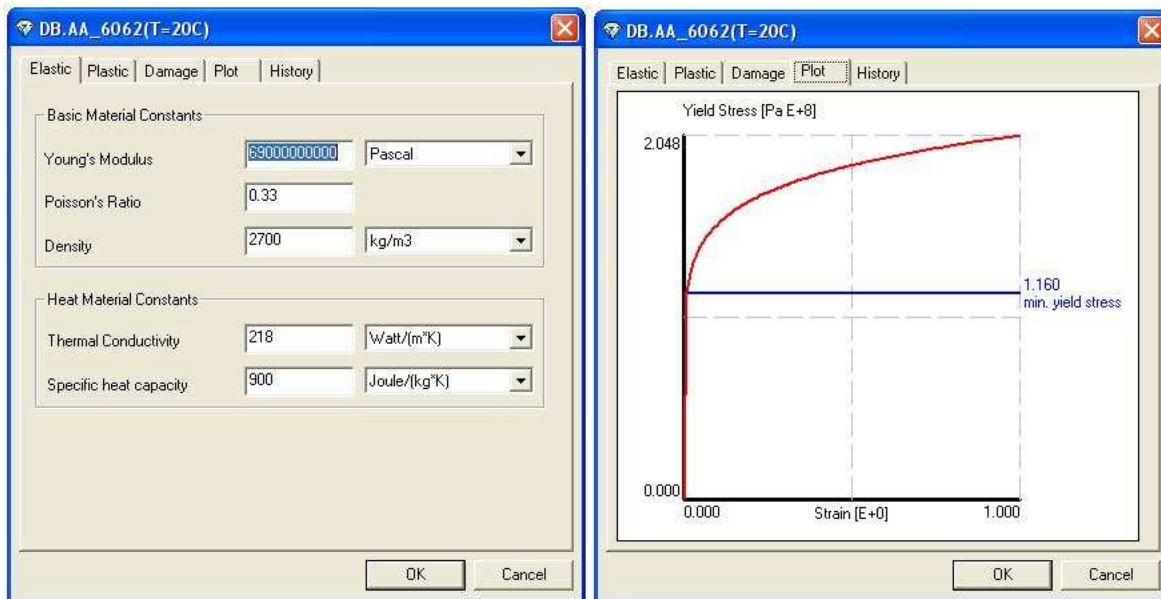 DB.AA_6062(T=20C)
Elastic Plastic Damage Plot History
Basic Material Constants
Young's Modulus 69000000000 Pascal
Poisson's Ratio 0.33
Density 2700 kg/m3
Heat Material Constants
Thermal Conductivity 218 Watt/(m*K)
Specific heat capacity 900 Joule/(kg*K)
OK Cancel
DB.AA_6062(T=20C)
Elastic Plastic Damage Plot History
Yield Stress [Pa E+8]
2.048
1.160
min. yield stress
0.000
0.000 Strain [E+0] 1.000
OK Cancel